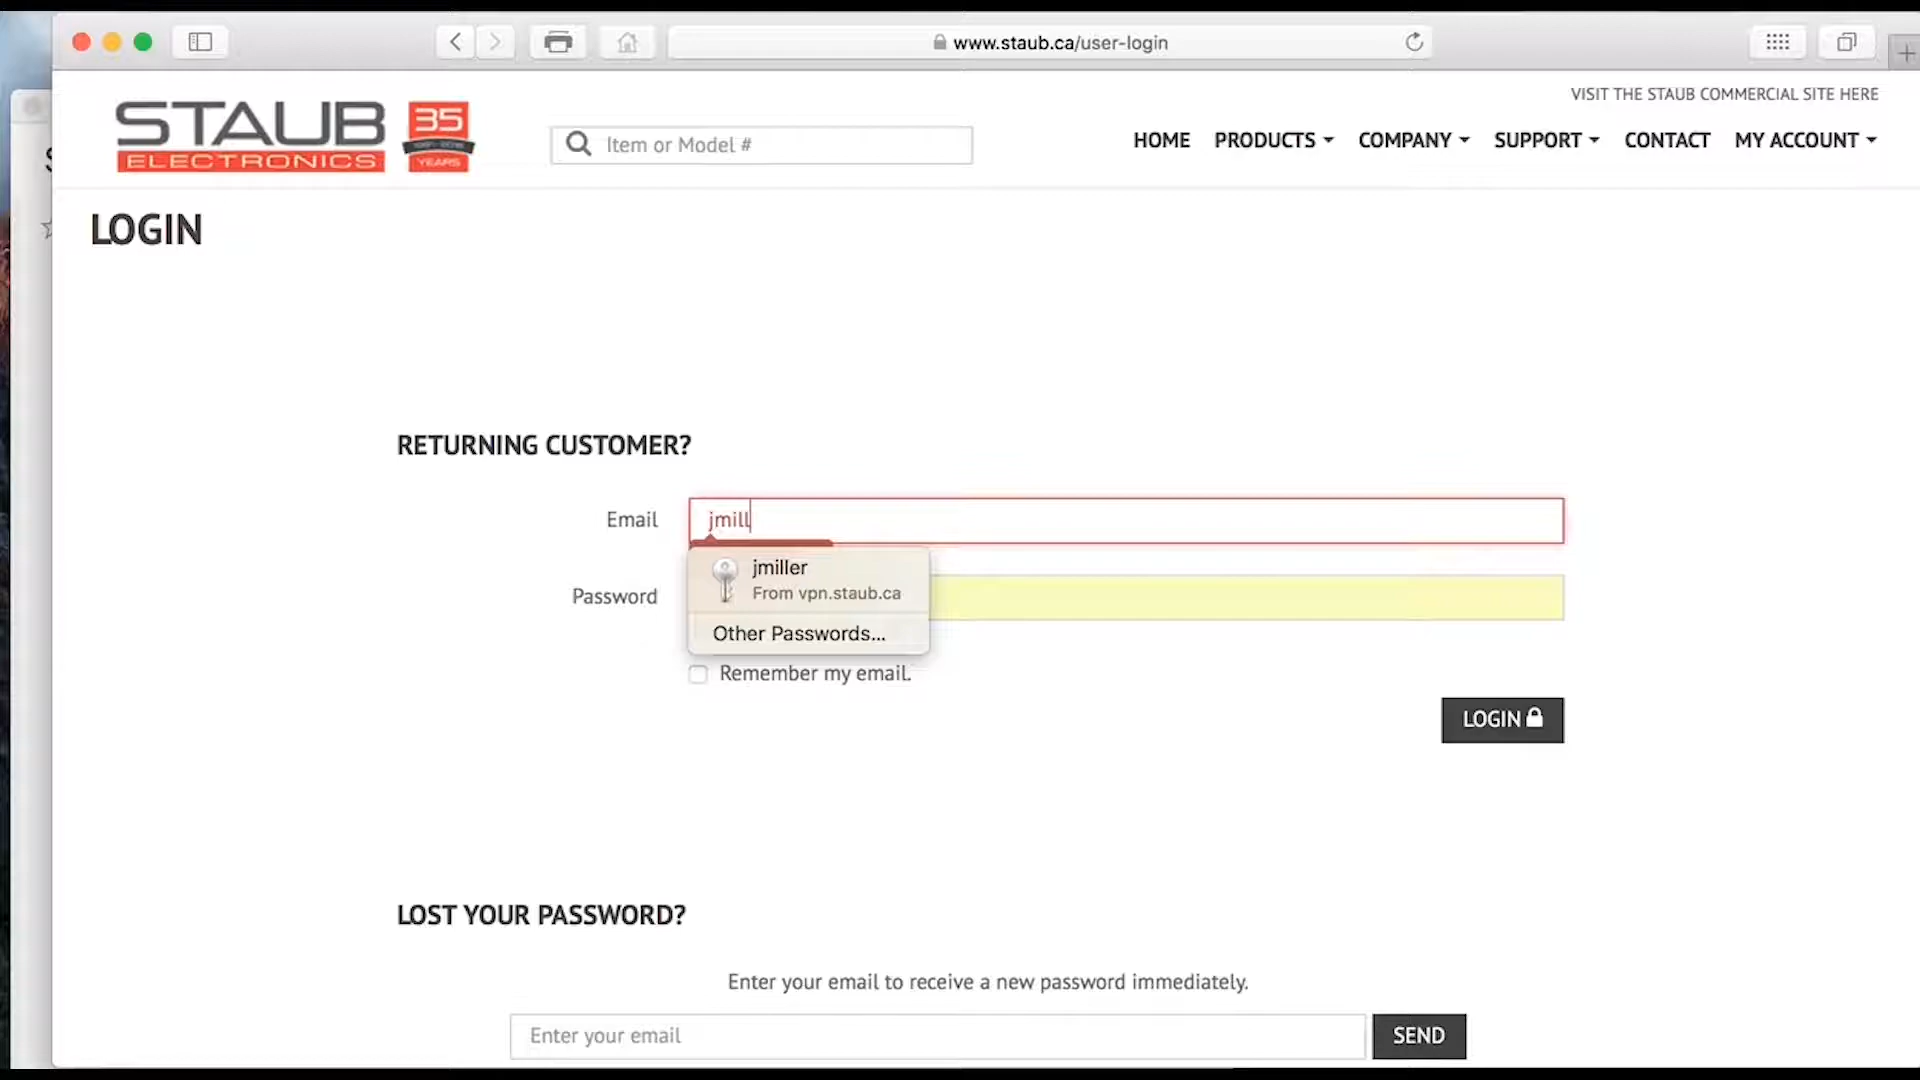 www.staub.ca/user-login
VISIT THE STAUB COMMERCIAL SITE HERE
STAUB
ELECTRONICS
35
YEARS
Item or Model #
HOME PRODUCTS COMPANY SUPPORT CONTACT MY ACCOUNT
LOGIN
RETURNING CUSTOMER?
Email jmill
jmiller
From vpn.staub.ca
Password
Other Passwords...
Remember my email.
LOGIN
LOST YOUR PASSWORD?
Enter your email to receive a new password immediately.
Enter your email SEND